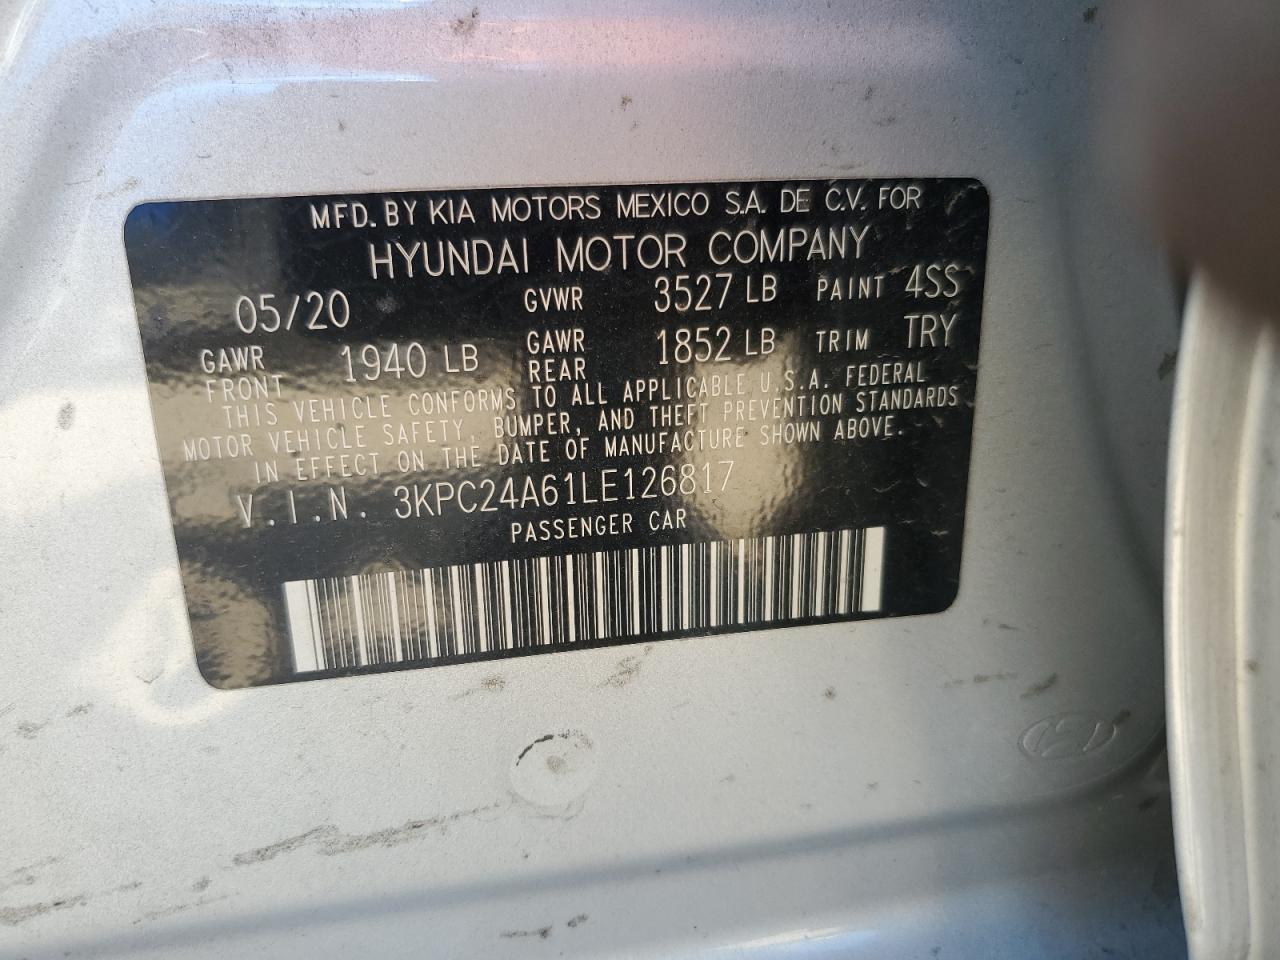 MFD. BY KIA MOTORS MEXICO S.A. DE C.V. FOR
HYUNDAI MOTOR COMPANY
05/20 GVWR 3527 LB PAINT 4SS
GAWR FRONT 1940 LB GAWR REAR 1852 LB TRIM TRY
THIS VEHICLE CONFORMS TO ALL APPLICABLE U.S.A. FEDERAL
MOTOR VEHICLE SAFETY, BUMPER, AND THEFT PREVENTION STANDARDS
IN EFFECT ON THE DATE OF MANUFACTURE SHOWN ABOVE.
V.I.N. 3KPC24A61LE126817
PASSENGER CAR